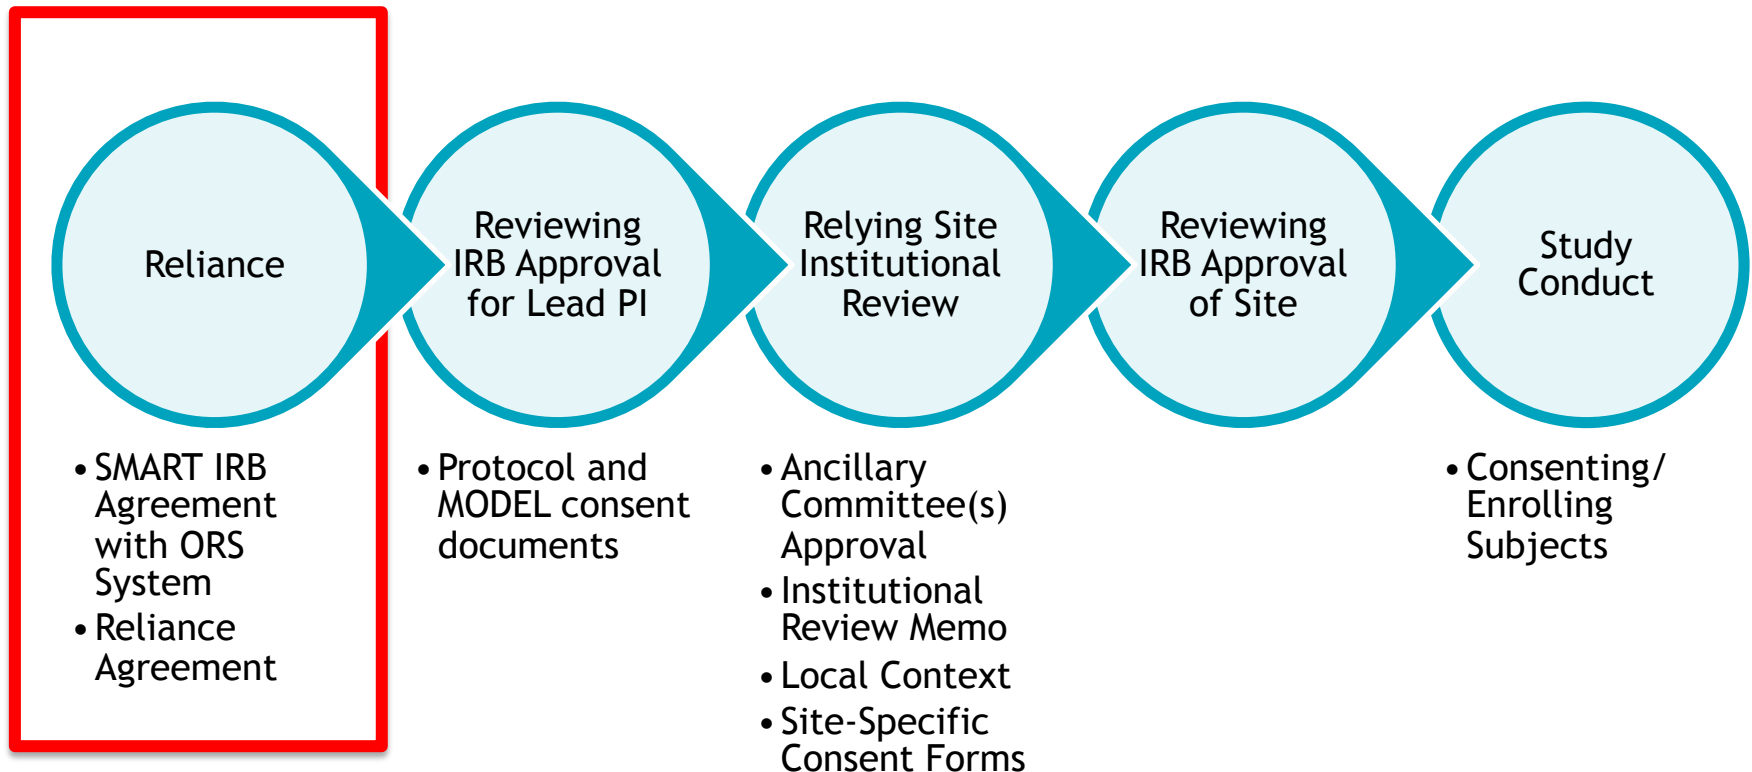 Reliance
Reviewing
IRB Approval
for Lead PI
Relying Site
Institutional
Review
Reviewing
IRB Approval
of Site
Study
Conduct
• SMART IRB
Agreement
with ORS
System
• Reliance
Agreement
• Protocol and
MODEL consent
documents
• Ancillary
Committee(s)
Approval
• Institutional
Review Memo
• Local Context
• Site-Specific
Consent Forms
• Consenting/
Enrolling
Subjects